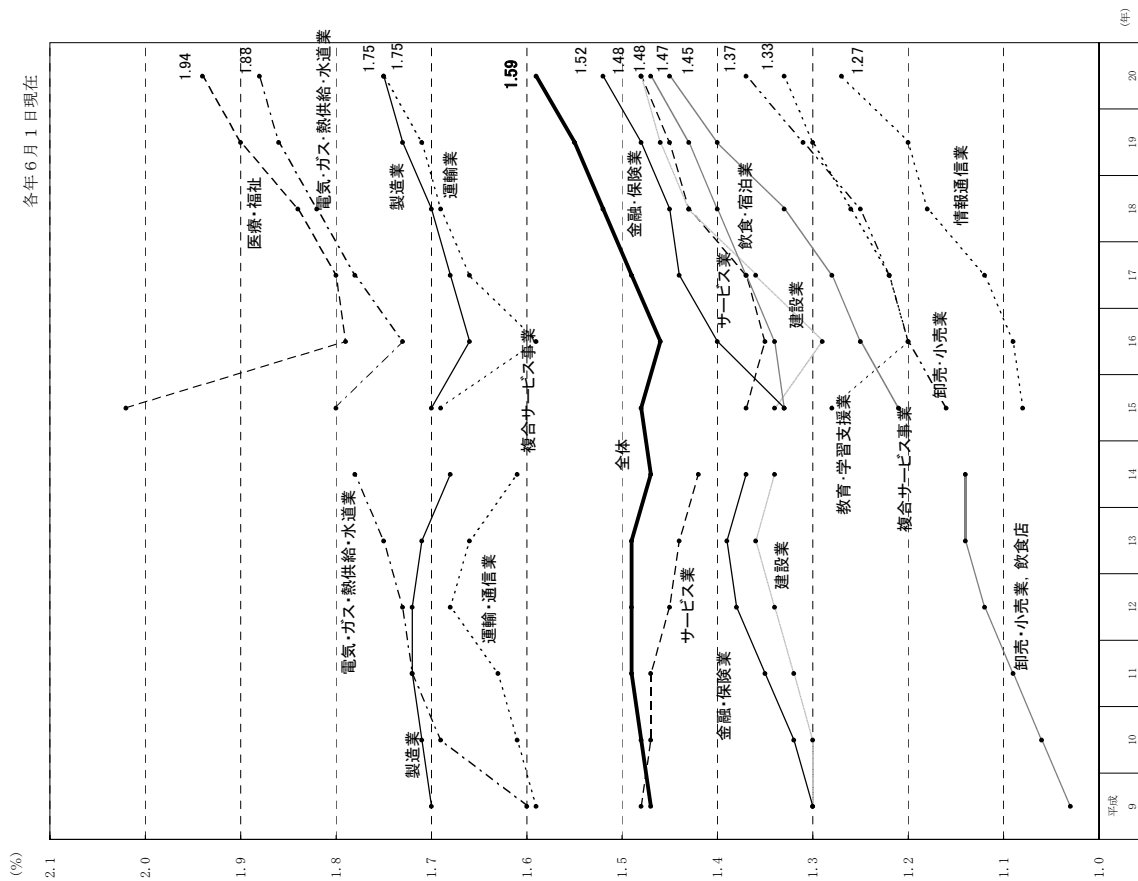 各年6月1日現在
(%)
2.1
2.0
1.9
1.8
1.7
1.6
1.5
1.4
1.3
1.2
1.1
1.0
1.94
1.88
1.75
1.75
1.59
1.52
1.48
1.48
1.47
1.45
1.37
1.33
1.27
医療・福祉
電気・ガス・熱供給・水道業
製造業
運輸業
複合サービス事業
全体
金融・保険業
サービス業
飲食・宿泊業
建設業
教育・学習支援業
複合サービス事業
卸売・小売業
情報通信業
電気・ガス・熱供給・水道業
製造業
運輸・通信業
サービス業
金融・保険業
建設業
卸売・小売業，飲食店
平成
9
10
11
12
13
14
15
16
17
18
19
20
(年)